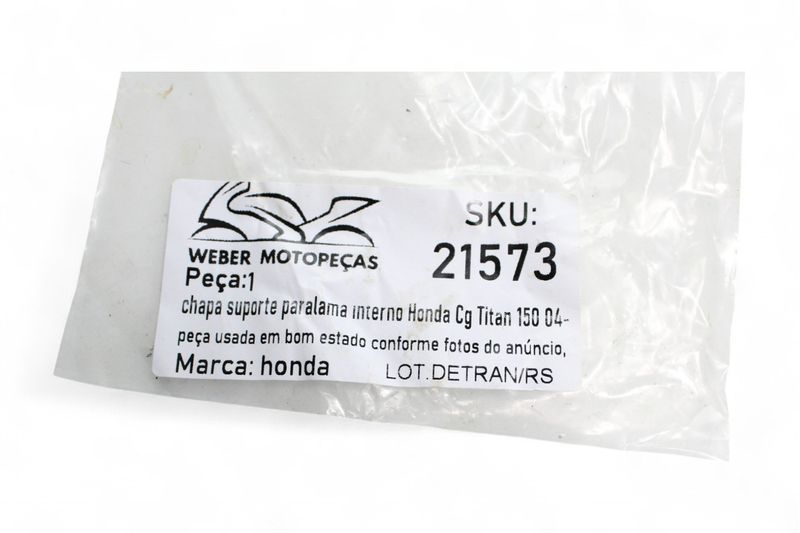 WEBER MOTOPEÇAS
SKU:
21573
Peça:1
chapa suporte paralama interno Honda Cg Titan 150 04-
peça usada em bom estado conforme fotos do anúncio,
Marca: honda
LOT.DETRAN/RS